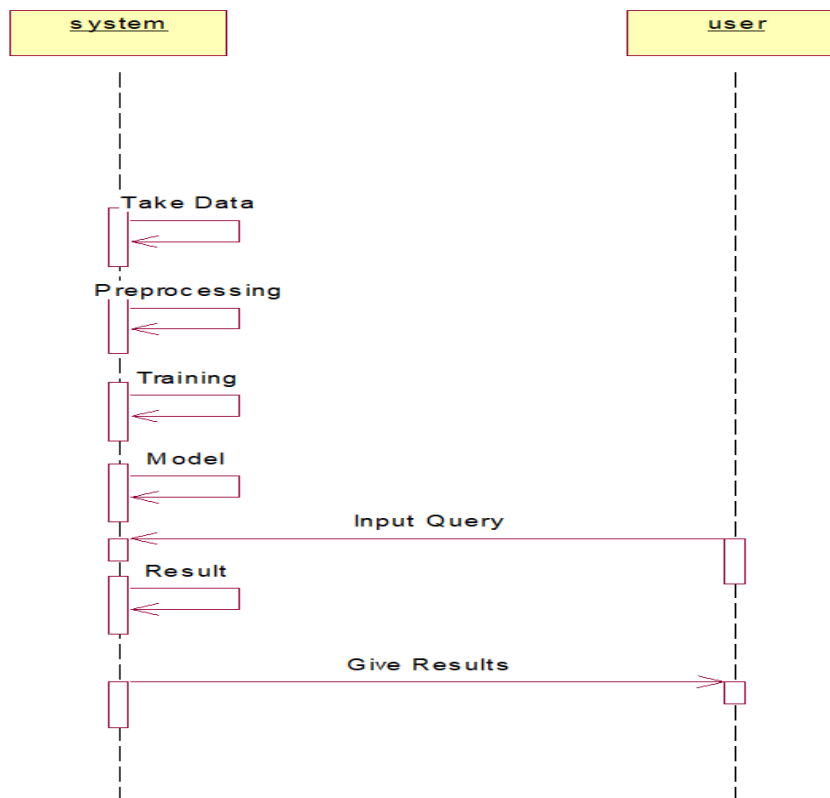 system
user
Take Data
Preprocessing
Training
Model
Input Query
Result
Give Results